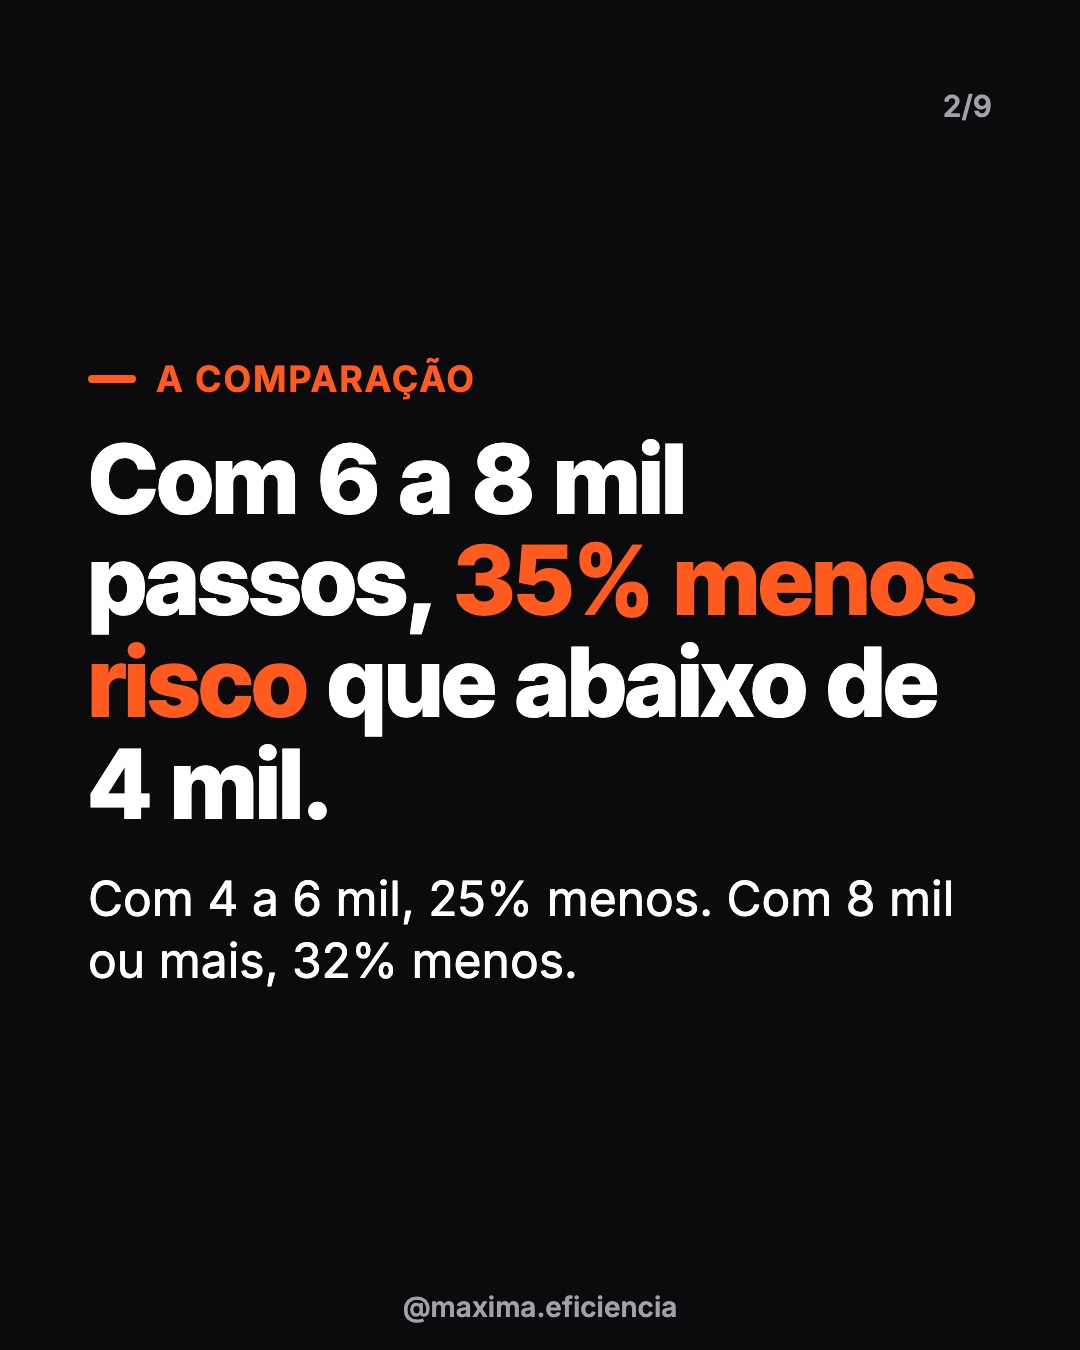 2/9
A COMPARAÇÃO
Com 6 a 8 mil
passos, 35% menos
risco que abaixo de
4 mil.
Com 4 a 6 mil, 25% menos. Com 8 mil
ou mais, 32% menos.
@maxima.eficiencia